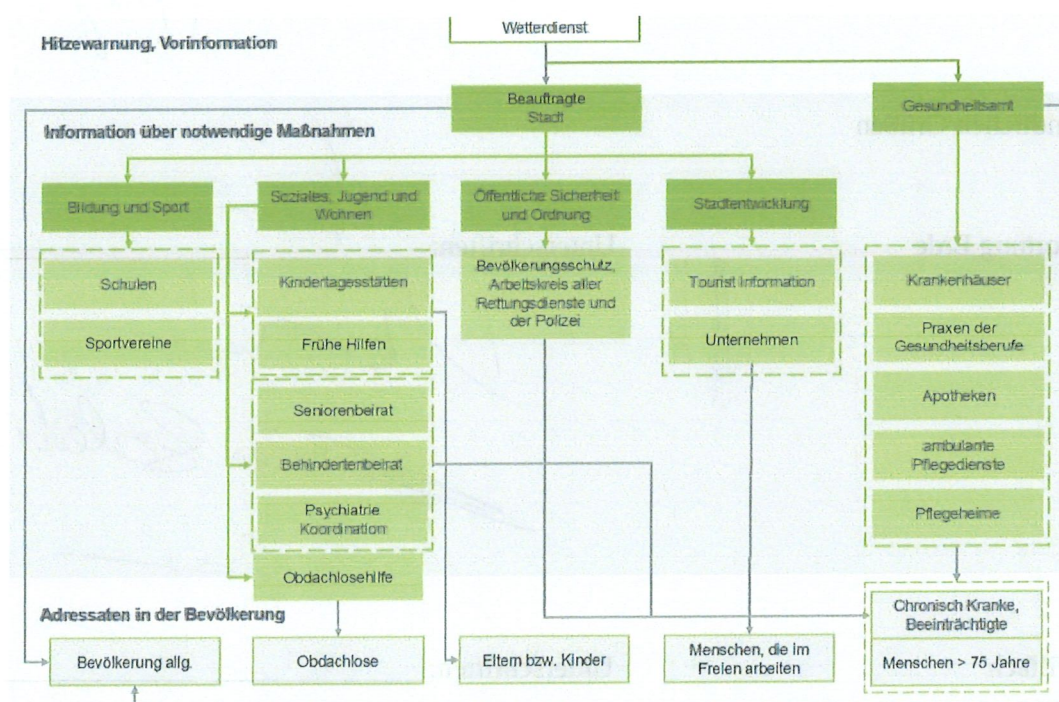 Wetterdienst
Hitzewarnung, Vorinformation
Beauftragte
Stadt
Gesundheitsamt
Information über notwendige Maßnahmen
Bildung und Sport
Soziales, Jugend und
Wohnen
Öffentliche Sicherheit
und Ordnung
Stadtentwicklung
Schulen
Sportvereine
Kindertagesstätten
Frühe Hilfen
Seniorenbeirat
Behindertenbeirat
Psychiatrie
Koordination
Obdachlosehilfe
Bevölkerungsschutz,
Arbeitskreis aller
Rettungsdienste und
der Polizei
Tourist Information
Unternehmen
Krankenhäuser
Praxen der
Gesundheitsberufe
Apotheken
ambulante
Pflegedienste
Pflegeheime
Adressaten in der Bevölkerung
Bevölkerung allg.
Obdachlose
Eltern bzw. Kinder
Menschen, die im
Freien arbeiten
Chronisch Kranke,
Beeinträchtigte
Menschen > 75 Jahre